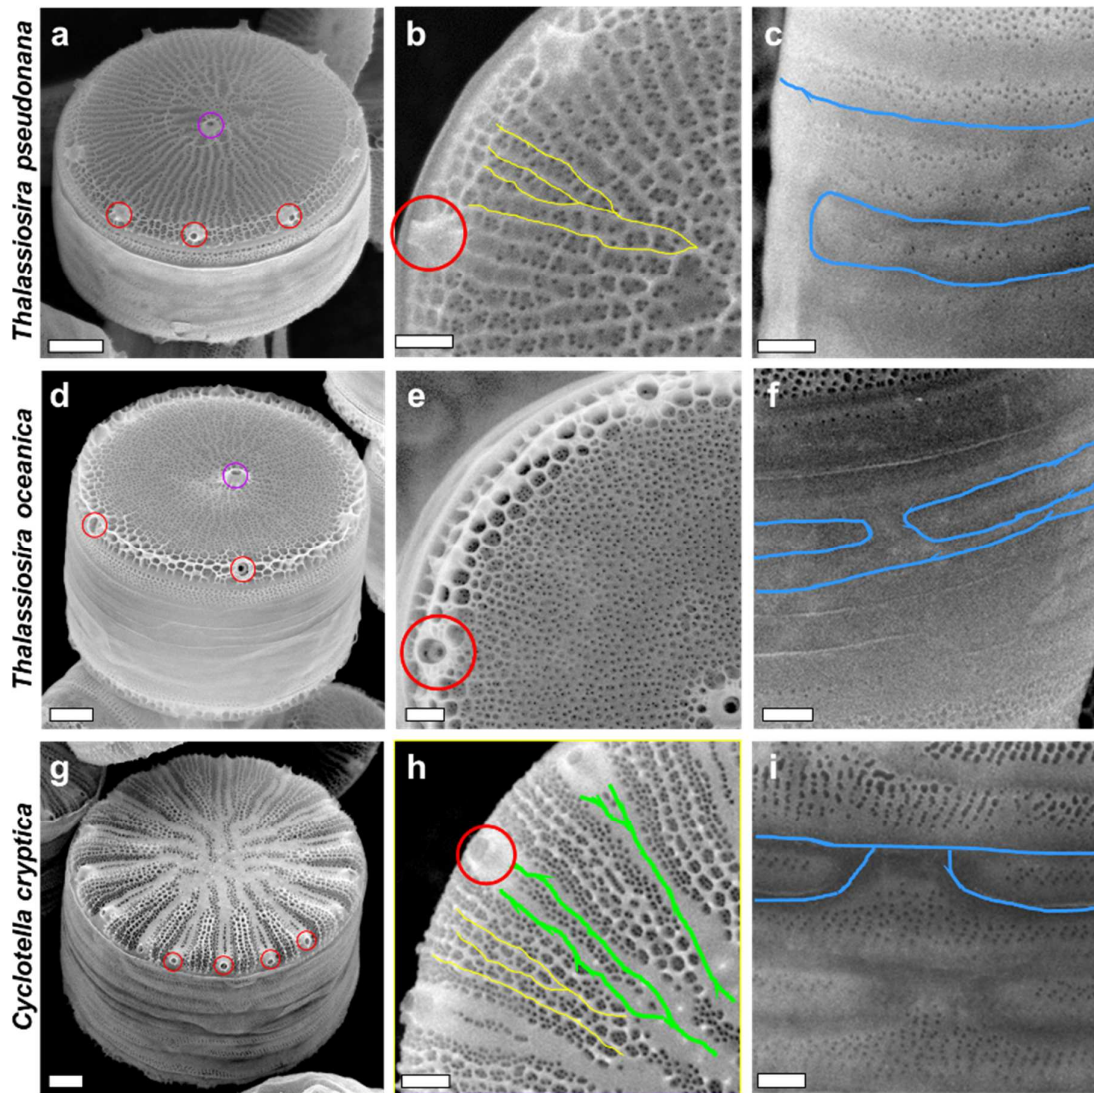 Thalassiosira pseudonana
a
b
c
Thalassiosira oceanica
d
e
f
Cyclotella cryptica
g
h
i